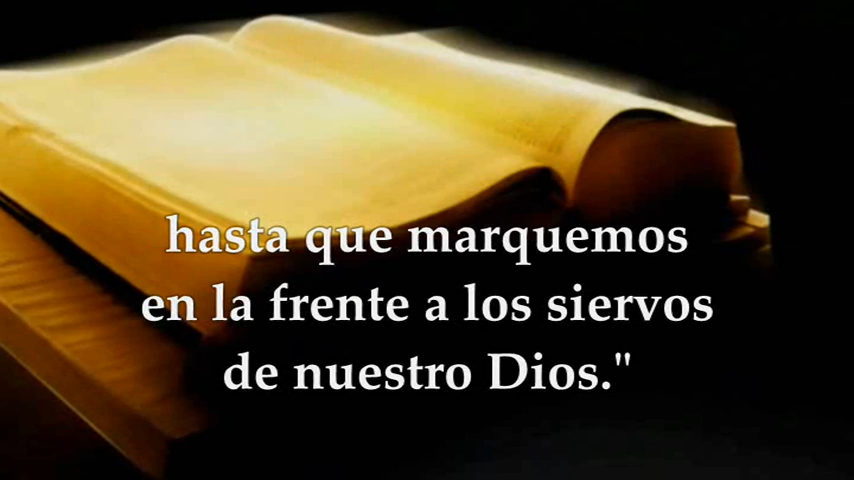 hasta que marquemos
en la frente a los siervos
de nuestro Dios."